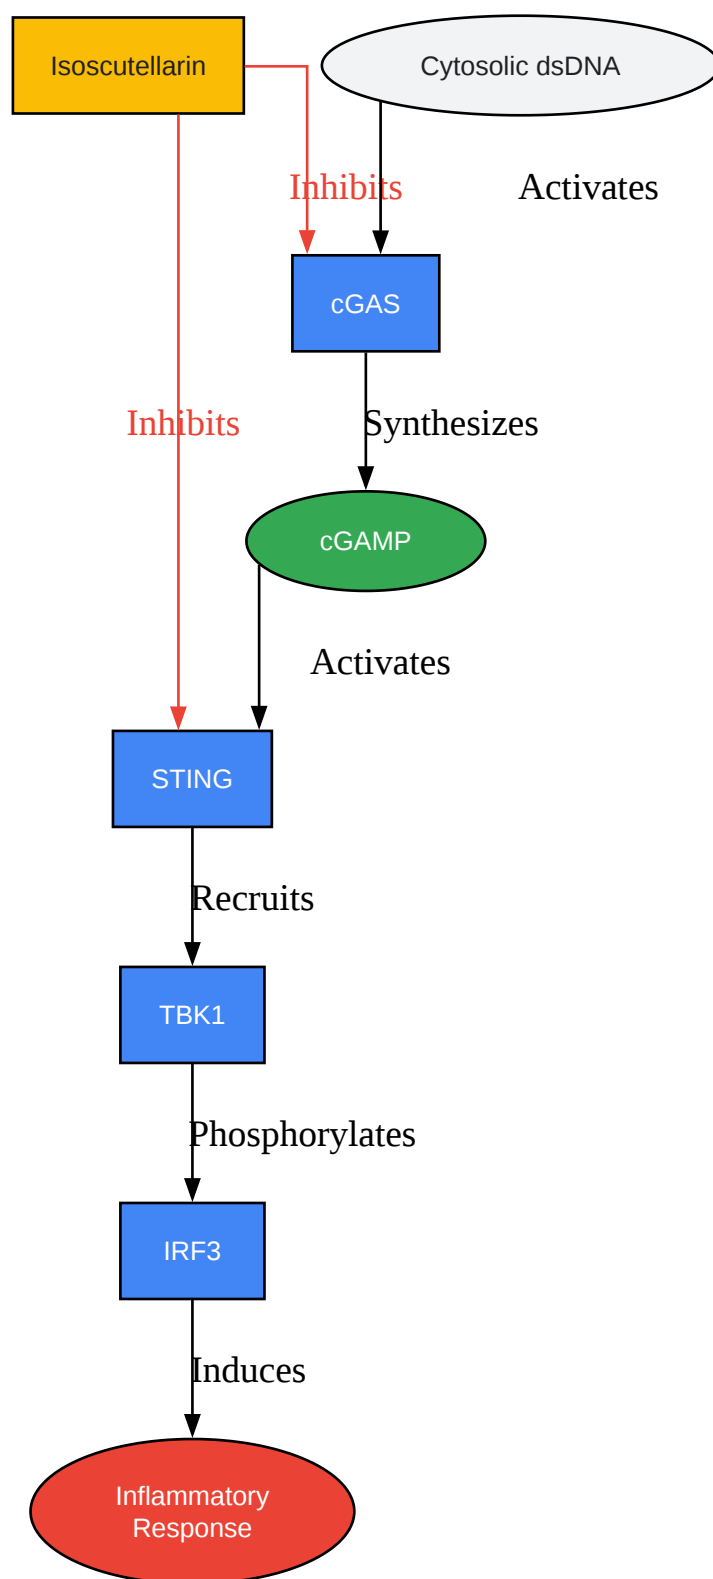 Isoscutellarin
Cytosolic dsDNA
Inhibits
Activates
cGAS
Inhibits
Synthesizes
cGAMP
Activates
STING
Recruits
TBK1
Phosphorylates
IRF3
Induces
Inflammatory
Response